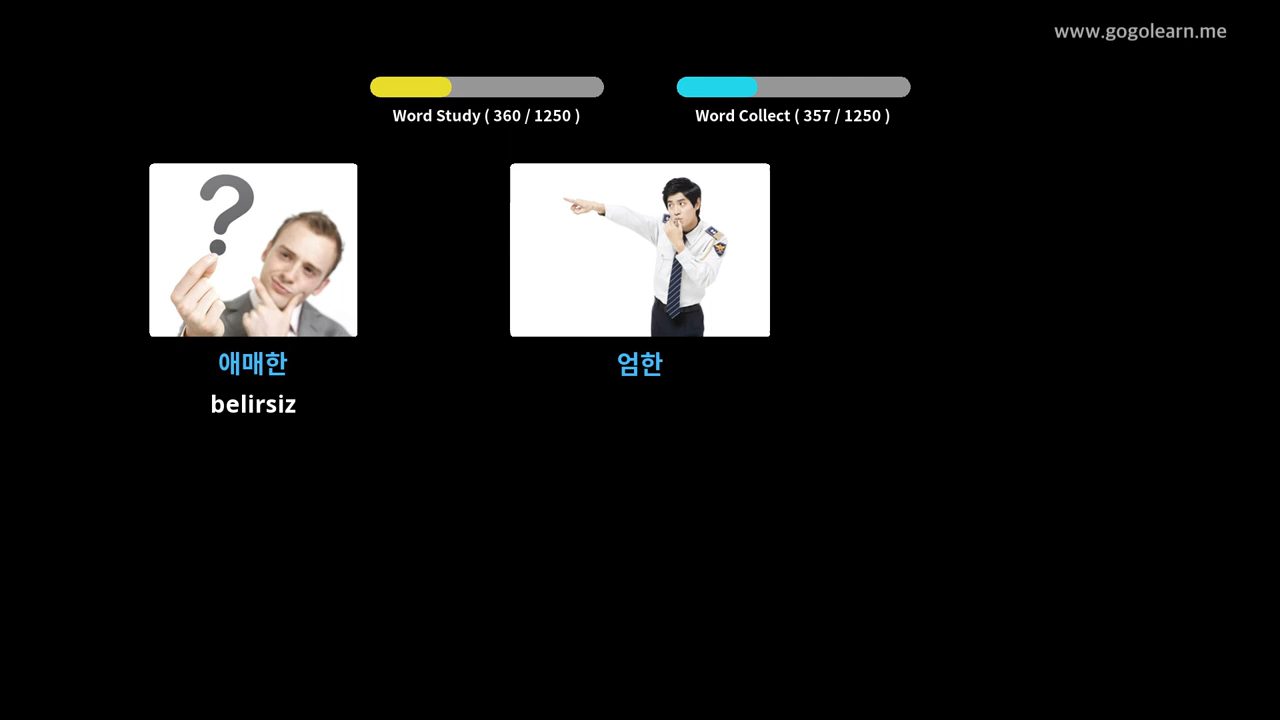 www.gogolearn.me
Word Study ( 360 / 1250 )
Word Collect ( 357 / 1250 )
?
애매한
엄한
belirsiz